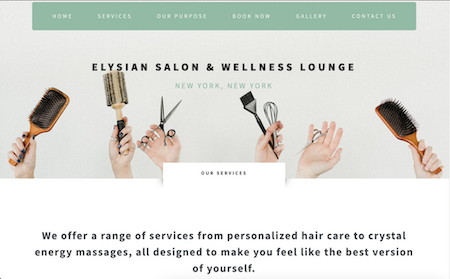 HOME SERVICES OUR PURPOSE BOOK NOW GALLERY CONTACT US
ELYSIAN SALON & WELLNESS LOUNGE
NEW YORK, NEW YORK
OUR SERVICES
We offer a range of services from personalized hair care to crystal
energy massages, all designed to make you feel like the best version
of yourself.